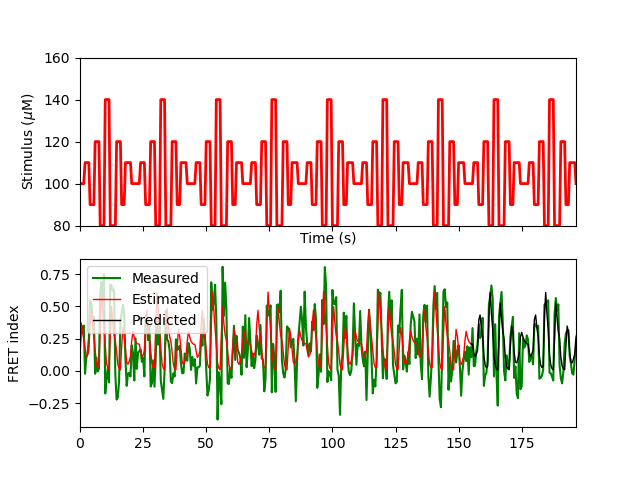 160
140
120
100
80
Stimulus (μM)
Time (s)
0.75
0.50
0.25
0.00
−0.25
FRET index
Measured
Estimated
Predicted
0 25 50 75 100 125 150 175